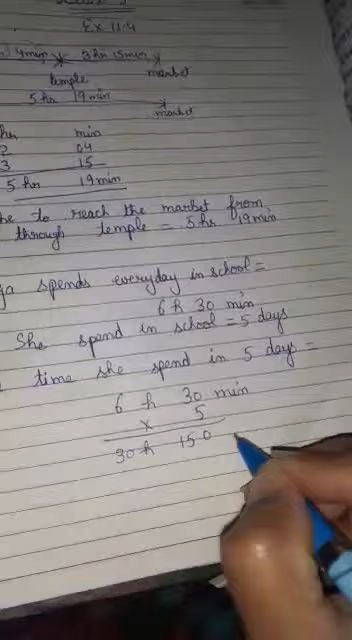 Ex 11.4
4 min, 3 hr 15 min,
temple market
5 hr 19 min
market
min
2 04
3 15
5 hr 19 min
to reach the market from
through temple = 5 hr 19 min
spends everyday in school =
6 h 30 min
She spend in school = 5 days
time she spend in 5 days =
6 h 30 min
x 5
30 h 150